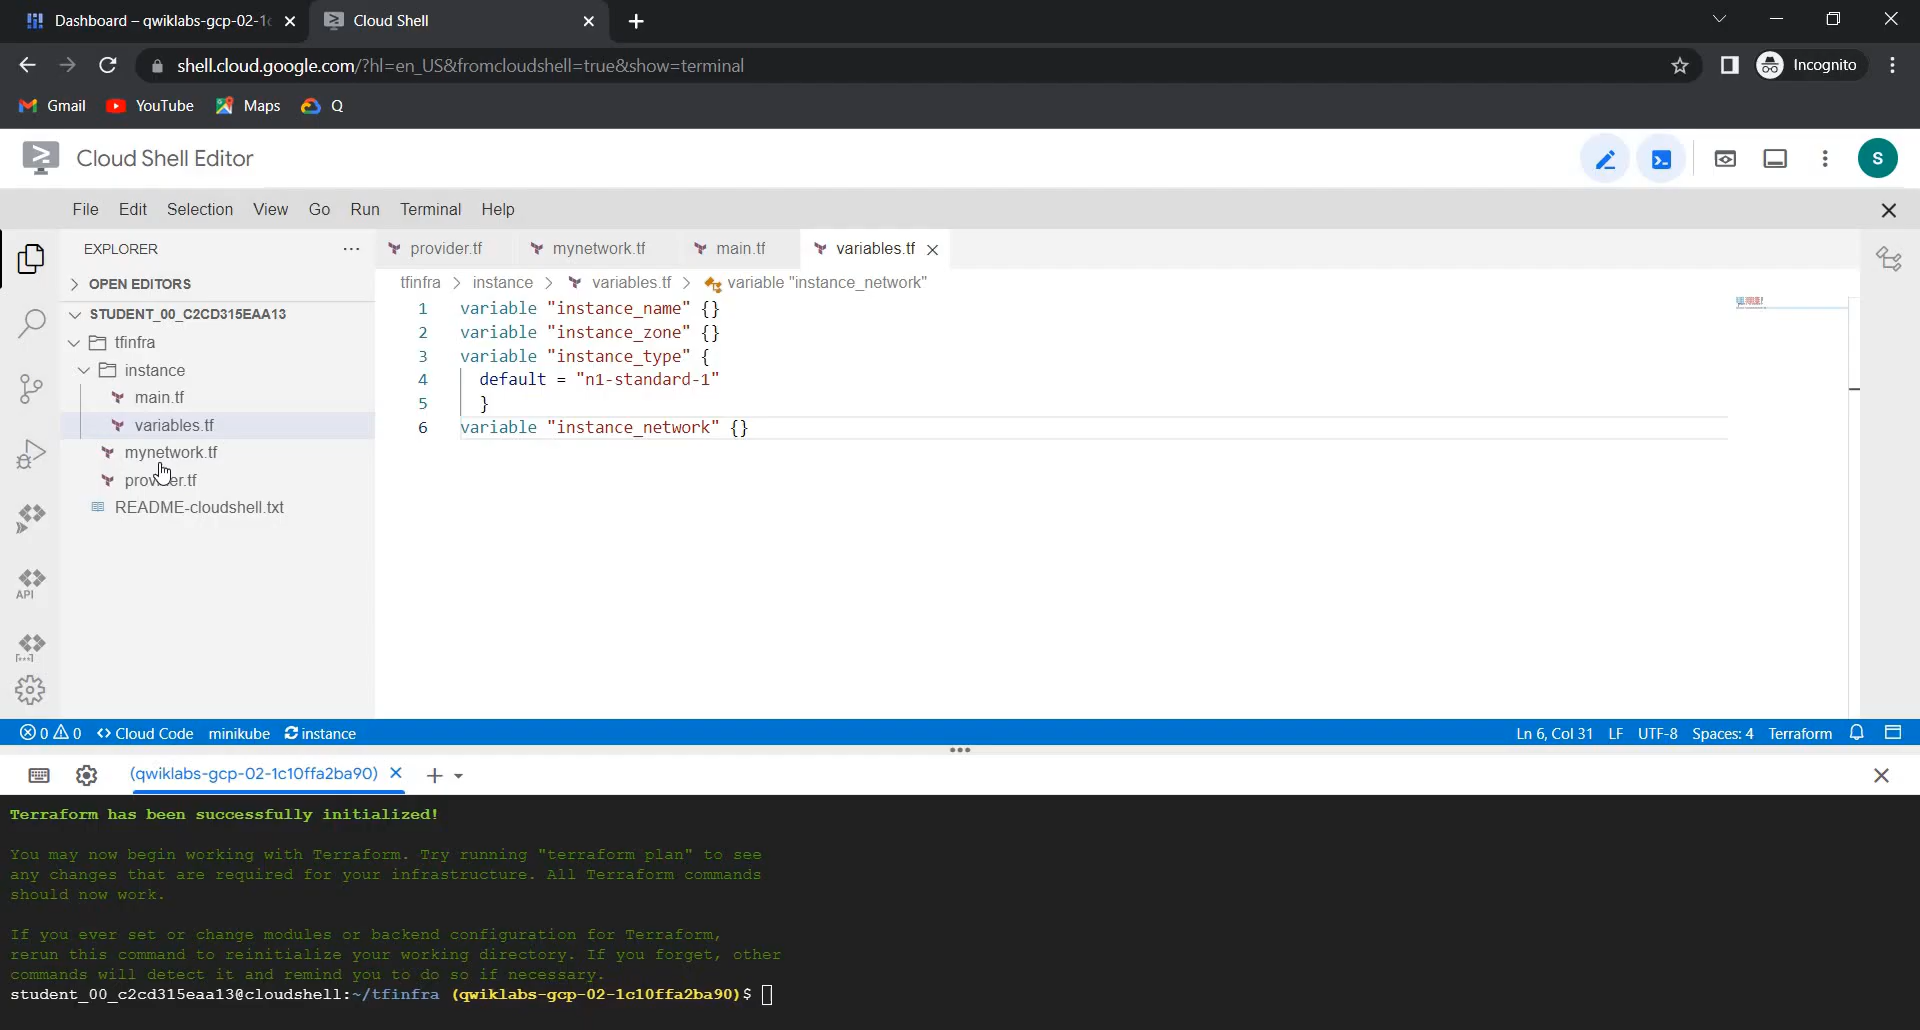 Dashboard – qwiklabs-gcp-02-1c
Cloud Shell
shell.cloud.google.com/?hl=en_US&fromcloudshell=true&show=terminal
Incognito
Gmail
YouTube
Maps
Q
Cloud Shell Editor
S
File Edit Selection View Go Run Terminal Help
EXPLORER
provider.tf
mynetwork.tf
main.tf
variables.tf
OPEN EDITORS
tfinfra > instance > variables.tf > variable "instance_network"
STUDENT_00_C2CD315EAA13
tfinfra
instance
main.tf
variables.tf
mynetwork.tf
README-cloudshell.txt
1 variable "instance_name" {}
2 variable "instance_zone" {}
3 variable "instance_type" {
4 default = "n1-standard-1"
5 }
6 variable "instance_network" {}
API
0 0 Cloud Code minikube instance
Ln 6, Col 31 LF UTF-8 Spaces: 4 Terraform
(qwiklabs-gcp-02-1c10ffa2ba90)
Terraform has been successfully initialized!
You may now begin working with Terraform. Try running "terraform plan" to see
any changes that are required for your infrastructure. All Terraform commands
should now work.
If you ever set or change modules or backend configuration for Terraform,
rerun this command to reinitialize your working directory. If you forget, other
commands will detect it and remind you to do so if necessary.
student_00_c2cd315eaa13@cloudshell:~/tfinfra (qwiklabs-gcp-02-1c10ffa2ba90)$